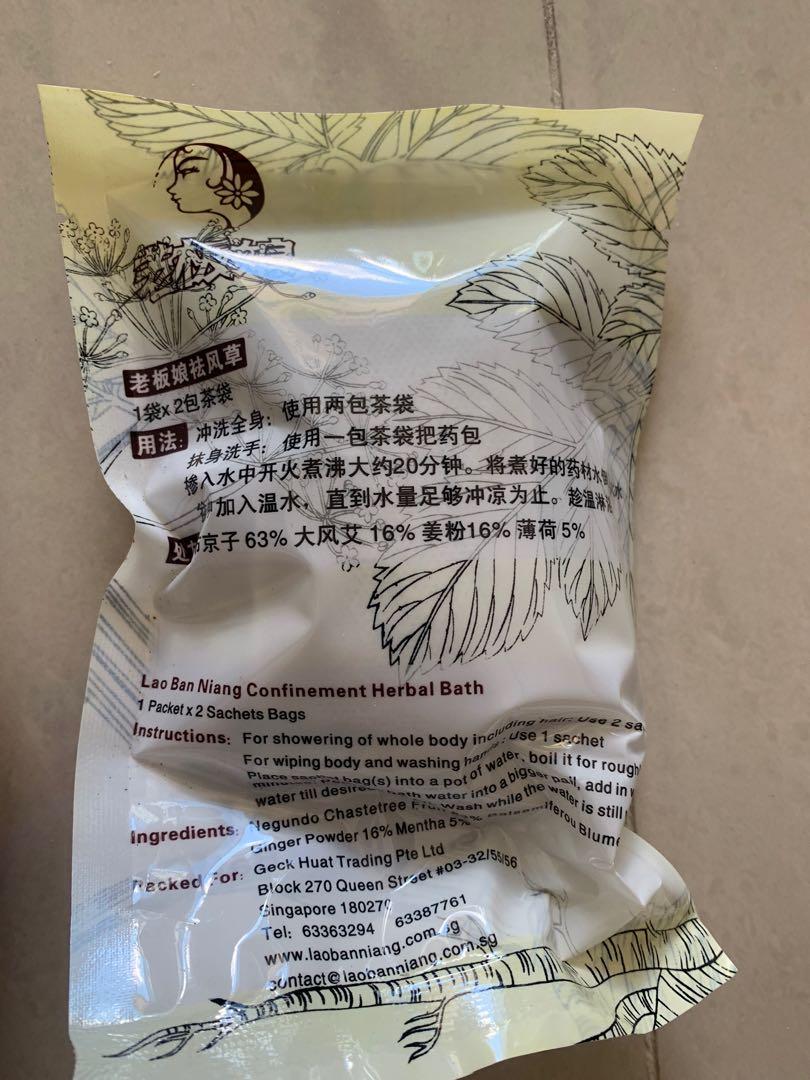 老板娘祛风草
1袋x 2包茶袋
用法: 冲洗全身: 使用两包茶袋
抹身洗手: 使用一包茶袋把药包
掺入水中开火煮沸大约20分钟。将煮好的药材水
加入温水，直到水量足够冲凉为止。趁温淋
京子 63% 大风艾 16% 姜粉16% 薄荷 5%
Lao Ban Niang Confinement Herbal Bath
1 Packet x 2 Sachets Bags
Instructions: For showering of whole body including hair: Use 2
For wiping body and washing Use 1 sachet
Place bag(s) into a pot of water, boil it for
water into a bigger pail, add in
water till Wash while the water is still
Ingredients: Negundo Chastetree Blume
Ginger Powder 16% Mentha 5%
Packed For: Geck Huat Trading Pte Ltd
Block 270 Queen Street #03-32/55/56
Singapore 180270
Tel: 63363294 63387761
www.laobanniang.com.sg
contact@laobanniang.com.sg